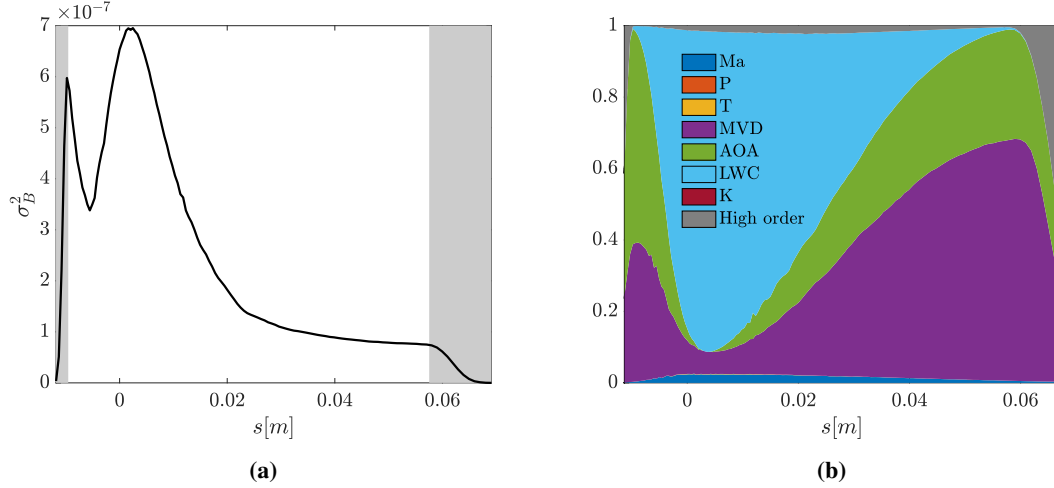 ×10⁻⁷
7
6
5
4
3
2
1
0
σ_B^2
0
0.02
0.04
0.06
s[m]
(a)
1
0.8
0.6
0.4
0.2
0
Ma
P
T
MVD
AOA
LWC
K
High order
0
0.02
0.04
0.06
s[m]
(b)